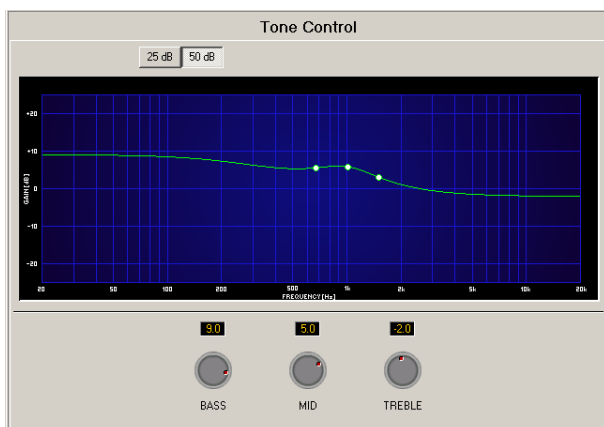 Tone Control
25 dB 50 dB
+20
+10
0
-10
-20
GAIN[dB]
20 50 100 200 500 1k 2k 5k 10k 20k
FREQUENCY[Hz]
9.0 5.0 -2.0
BASS MID TREBLE